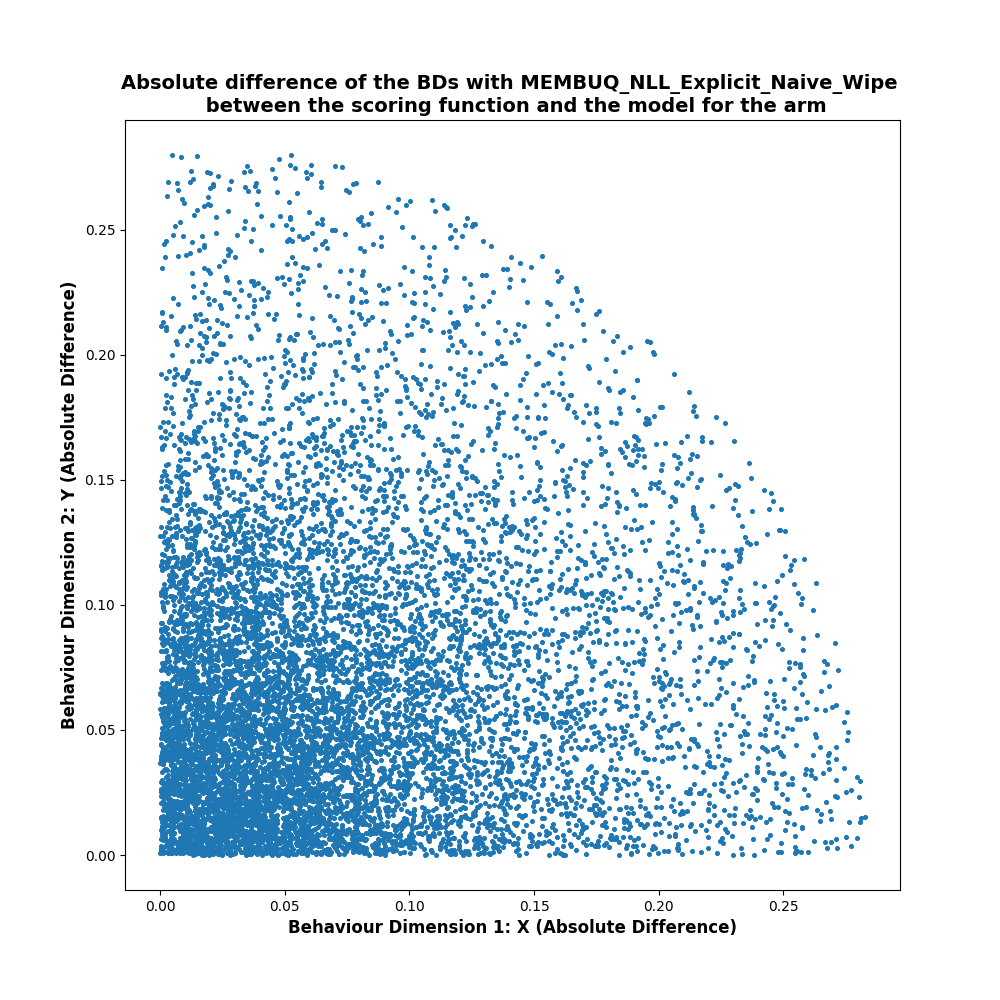 Absolute difference of the BDs with MEMBUQ_NLL_Explicit_Naive_Wipe
between the scoring function and the model for the arm
Behaviour Dimension 2: Y (Absolute Difference)
0.25
0.20
0.15
0.10
0.05
0.00
0.00 0.05 0.10 0.15 0.20 0.25
Behaviour Dimension 1: X (Absolute Difference)